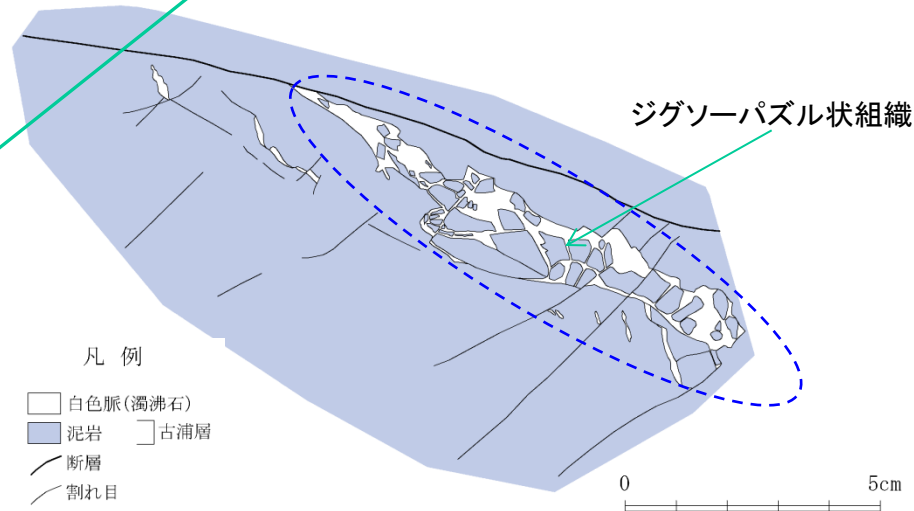 ジグソーパズル状組織
凡 例
白色脈(濁沸石)
泥岩 古浦層
断層
割れ目
0 5cm